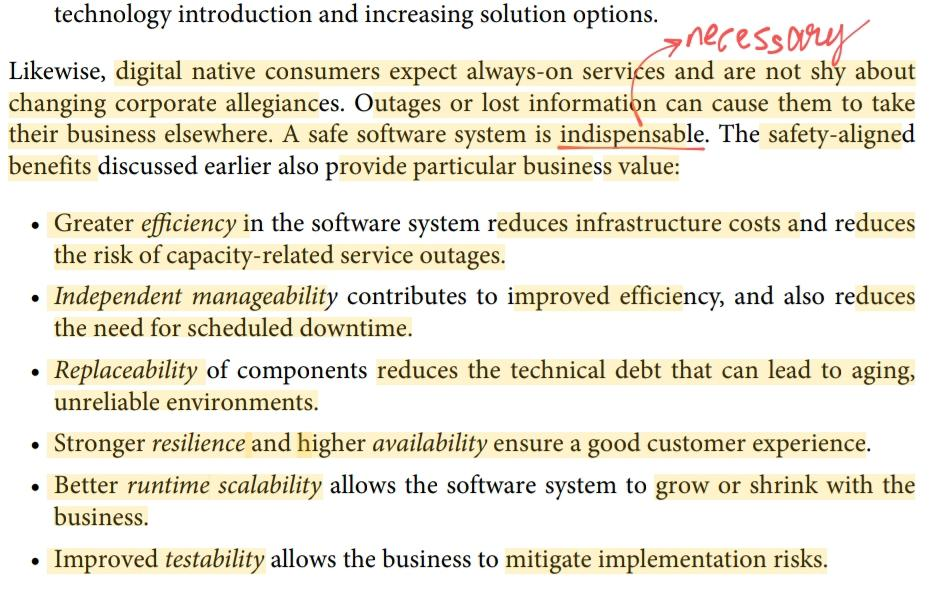 technology introduction and increasing solution options.
necessary
Likewise, digital native consumers expect always-on services and are not shy about
changing corporate allegiances. Outages or lost information can cause them to take
their business elsewhere. A safe software system is indispensable. The safety-aligned
benefits discussed earlier also provide particular business value:
• Greater efficiency in the software system reduces infrastructure costs and reduces
the risk of capacity-related service outages.
• Independent manageability contributes to improved efficiency, and also reduces
the need for scheduled downtime.
• Replaceability of components reduces the technical debt that can lead to aging,
unreliable environments.
• Stronger resilience and higher availability ensure a good customer experience.
• Better runtime scalability allows the software system to grow or shrink with the
business.
• Improved testability allows the business to mitigate implementation risks.